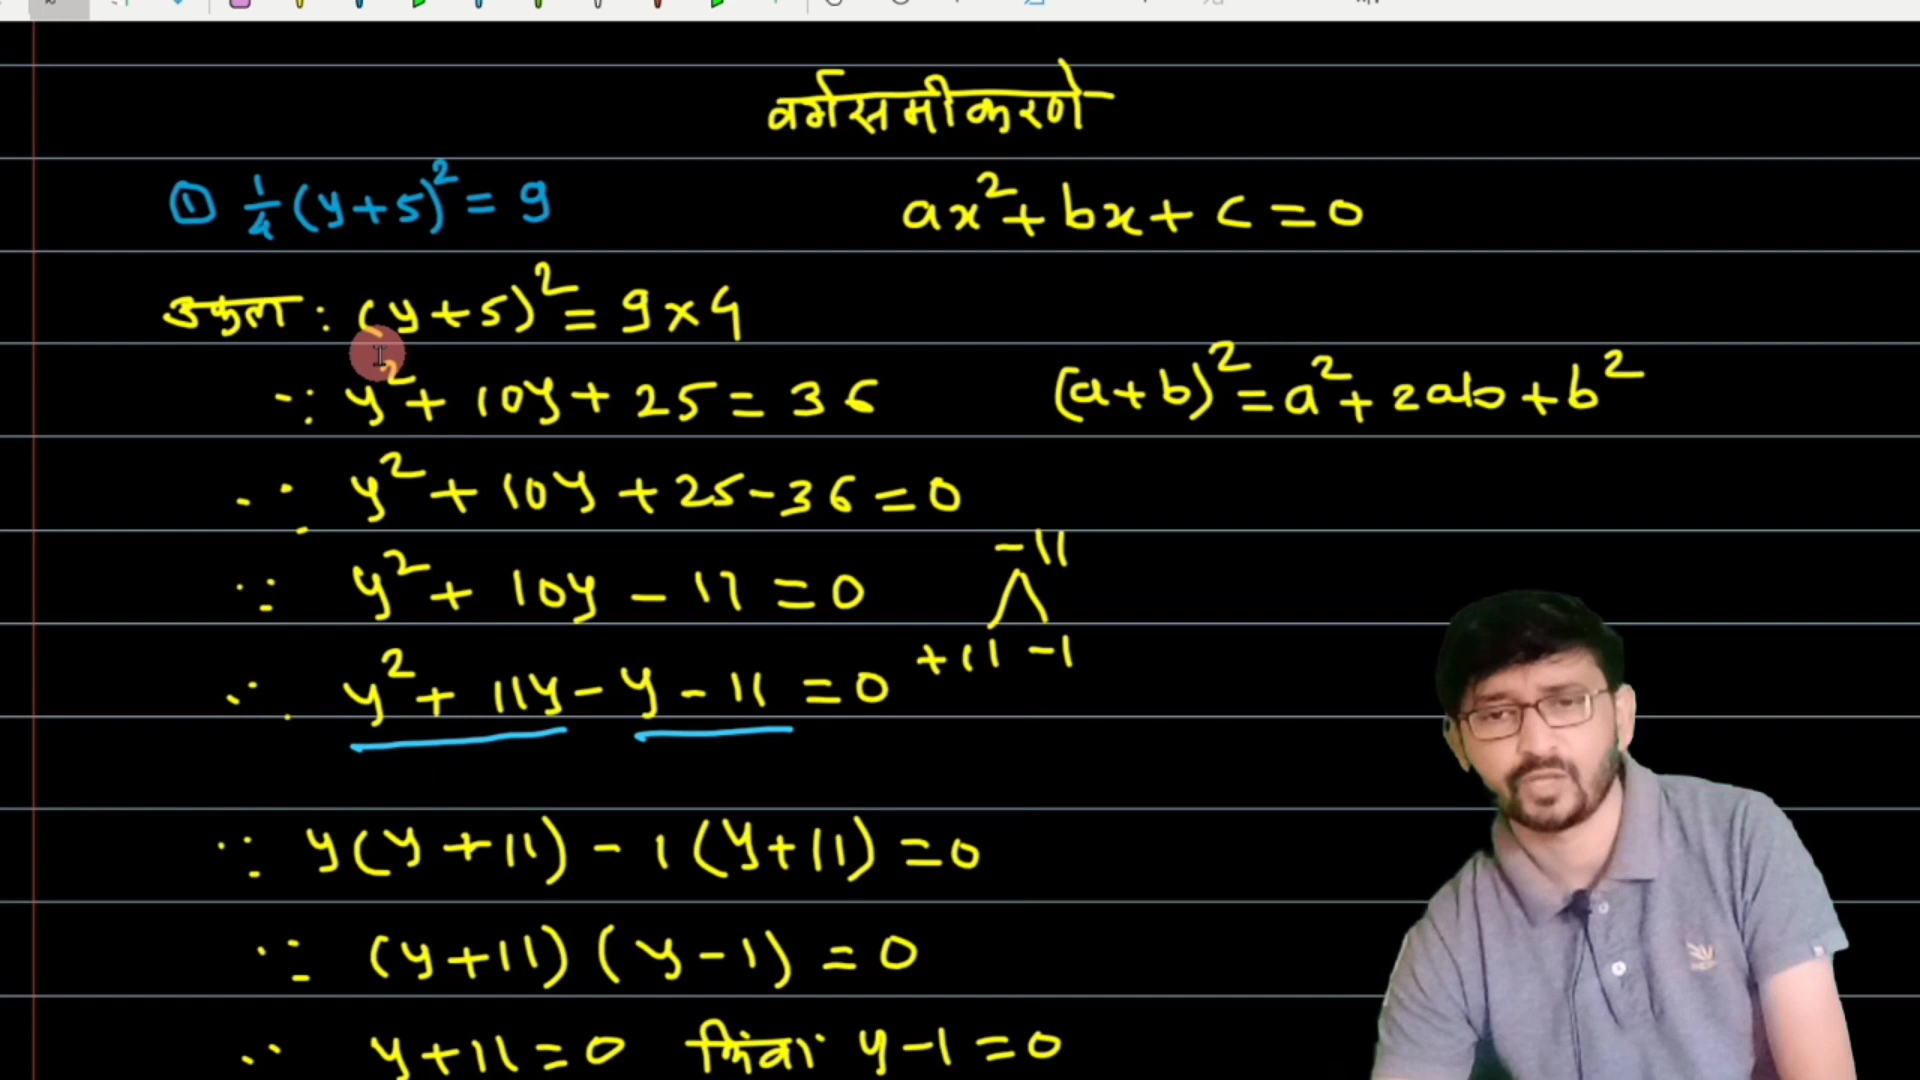 वर्गसमीकरणे
① 1/4 (y+5)² = 9
ax² + bx + c = 0
उकल : (y+5)² = 9×4
∴ y² + 10y + 25 = 36
(a+b)² = a² + 2ab + b²
∴ y² + 10y + 25 - 36 = 0
∴ y² + 10y - 11 = 0
-11
+11 -1
∴ y² + 11y - y - 11 = 0
∴ y(y+11) - 1(y+11) = 0
∴ (y+11)(y-1) = 0
∴ y+11 = 0 किंवा y-1 = 0